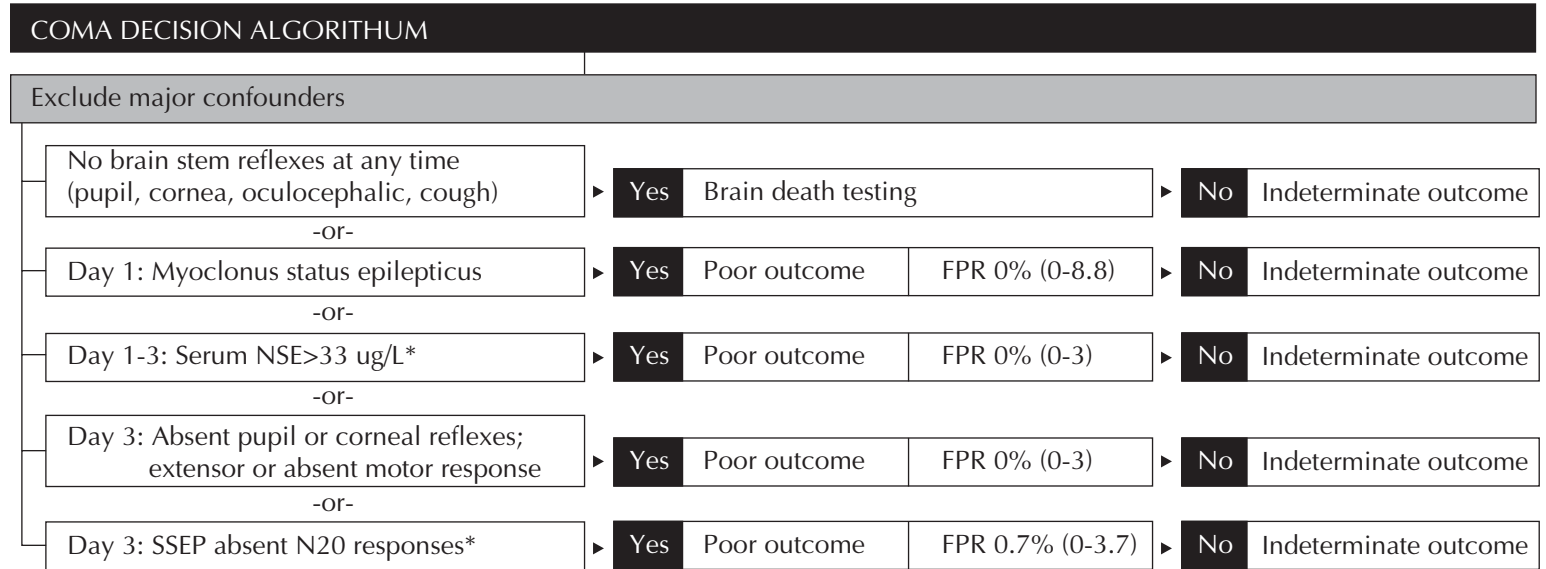 COMA DECISION ALGORITHUM
Exclude major confounders
No brain stem reflexes at any time
(pupil, cornea, oculocephalic, cough)
Yes Brain death testing No Indeterminate outcome
-or-
Day 1: Myoclonus status epilepticus Yes Poor outcome FPR 0% (0-8.8) No Indeterminate outcome
-or-
Day 1-3: Serum NSE>33 ug/L* Yes Poor outcome FPR 0% (0-3) No Indeterminate outcome
-or-
Day 3: Absent pupil or corneal reflexes;
extensor or absent motor response
Yes Poor outcome FPR 0% (0-3) No Indeterminate outcome
-or-
Day 3: SSEP absent N20 responses* Yes Poor outcome FPR 0.7% (0-3.7) No Indeterminate outcome